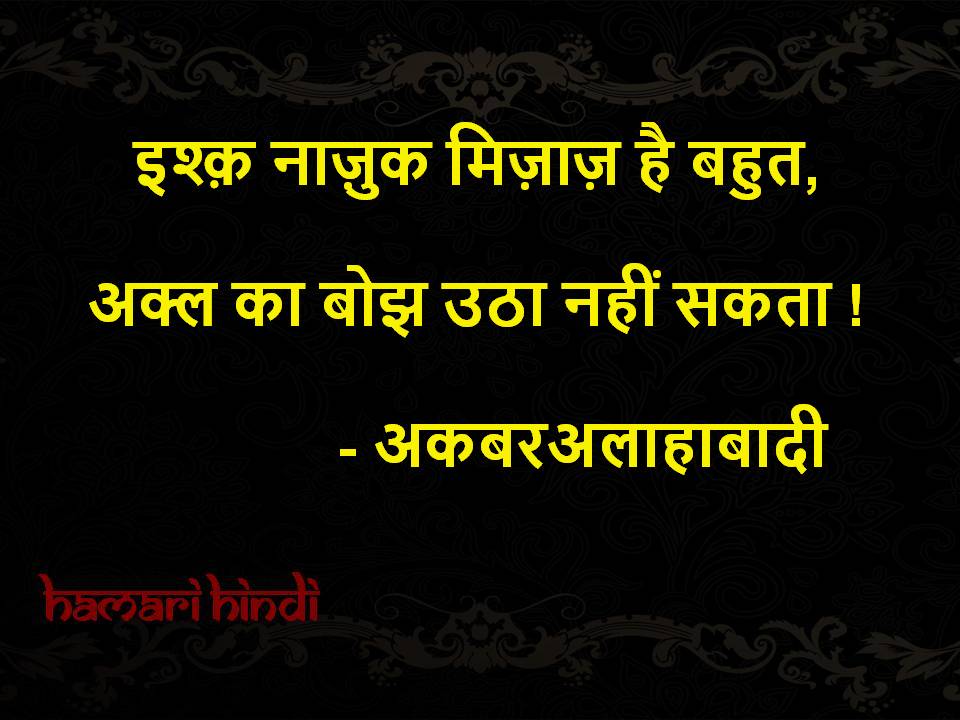 इश्क़ नाज़ुक मिज़ाज़ है बहुत,
अक्ल का बोझ उठा नहीं सकता !
- अकबरअलाहाबादी
HAMARI HINDI